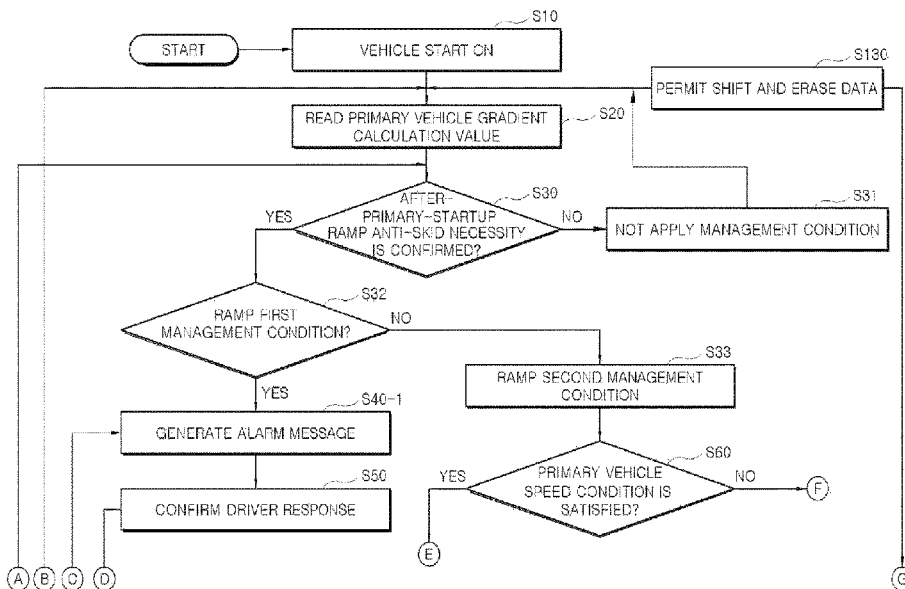 S10
START
VEHICLE START ON
S130
PERMIT SHIFT AND ERASE DATA
READ PRIMARY VEHICLE GRADIENT
CALCULATION VALUE
S20
S30
AFTER-
PRIMARY-STARTUP
RAMP ANTI-SKID NECESSITY
IS CONFIRMED?
YES
NO
S31
NOT APPLY MANAGEMENT CONDITION
S32
RAMP FIRST
MANAGEMENT CONDITION?
NO
YES
S33
RAMP SECOND MANAGEMENT
CONDITION
S40-1
GENERATE ALARM MESSAGE
S60
PRIMARY VEHICLE
SPEED CONDITION IS
SATISFIED?
YES
NO
F
S50
CONFIRM DRIVER RESPONSE
E
A
B
C
D
G